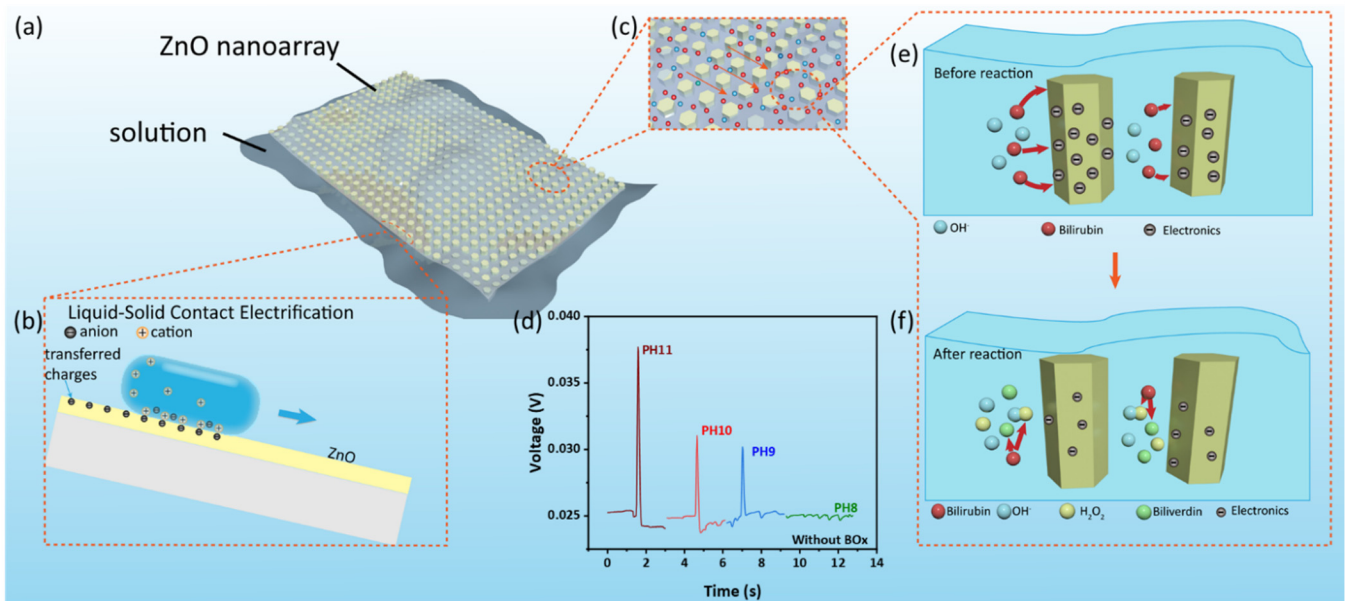 (a)
ZnO nanoarray
solution
(b)
Liquid-Solid Contact Electrification
anion
cation
transferred
charges
ZnO
(c)
(d)
0.040
0.035
0.030
0.025
Voltage (V)
PH11
PH10
PH9
PH8
Without BOx
0 2 4 6 8 10 12 14
Time (s)
(e)
Before reaction
OH⁻ Bilirubin Electronics
(f)
After reaction
Bilirubin OH⁻ H₂O₂ Biliverdin Electronics